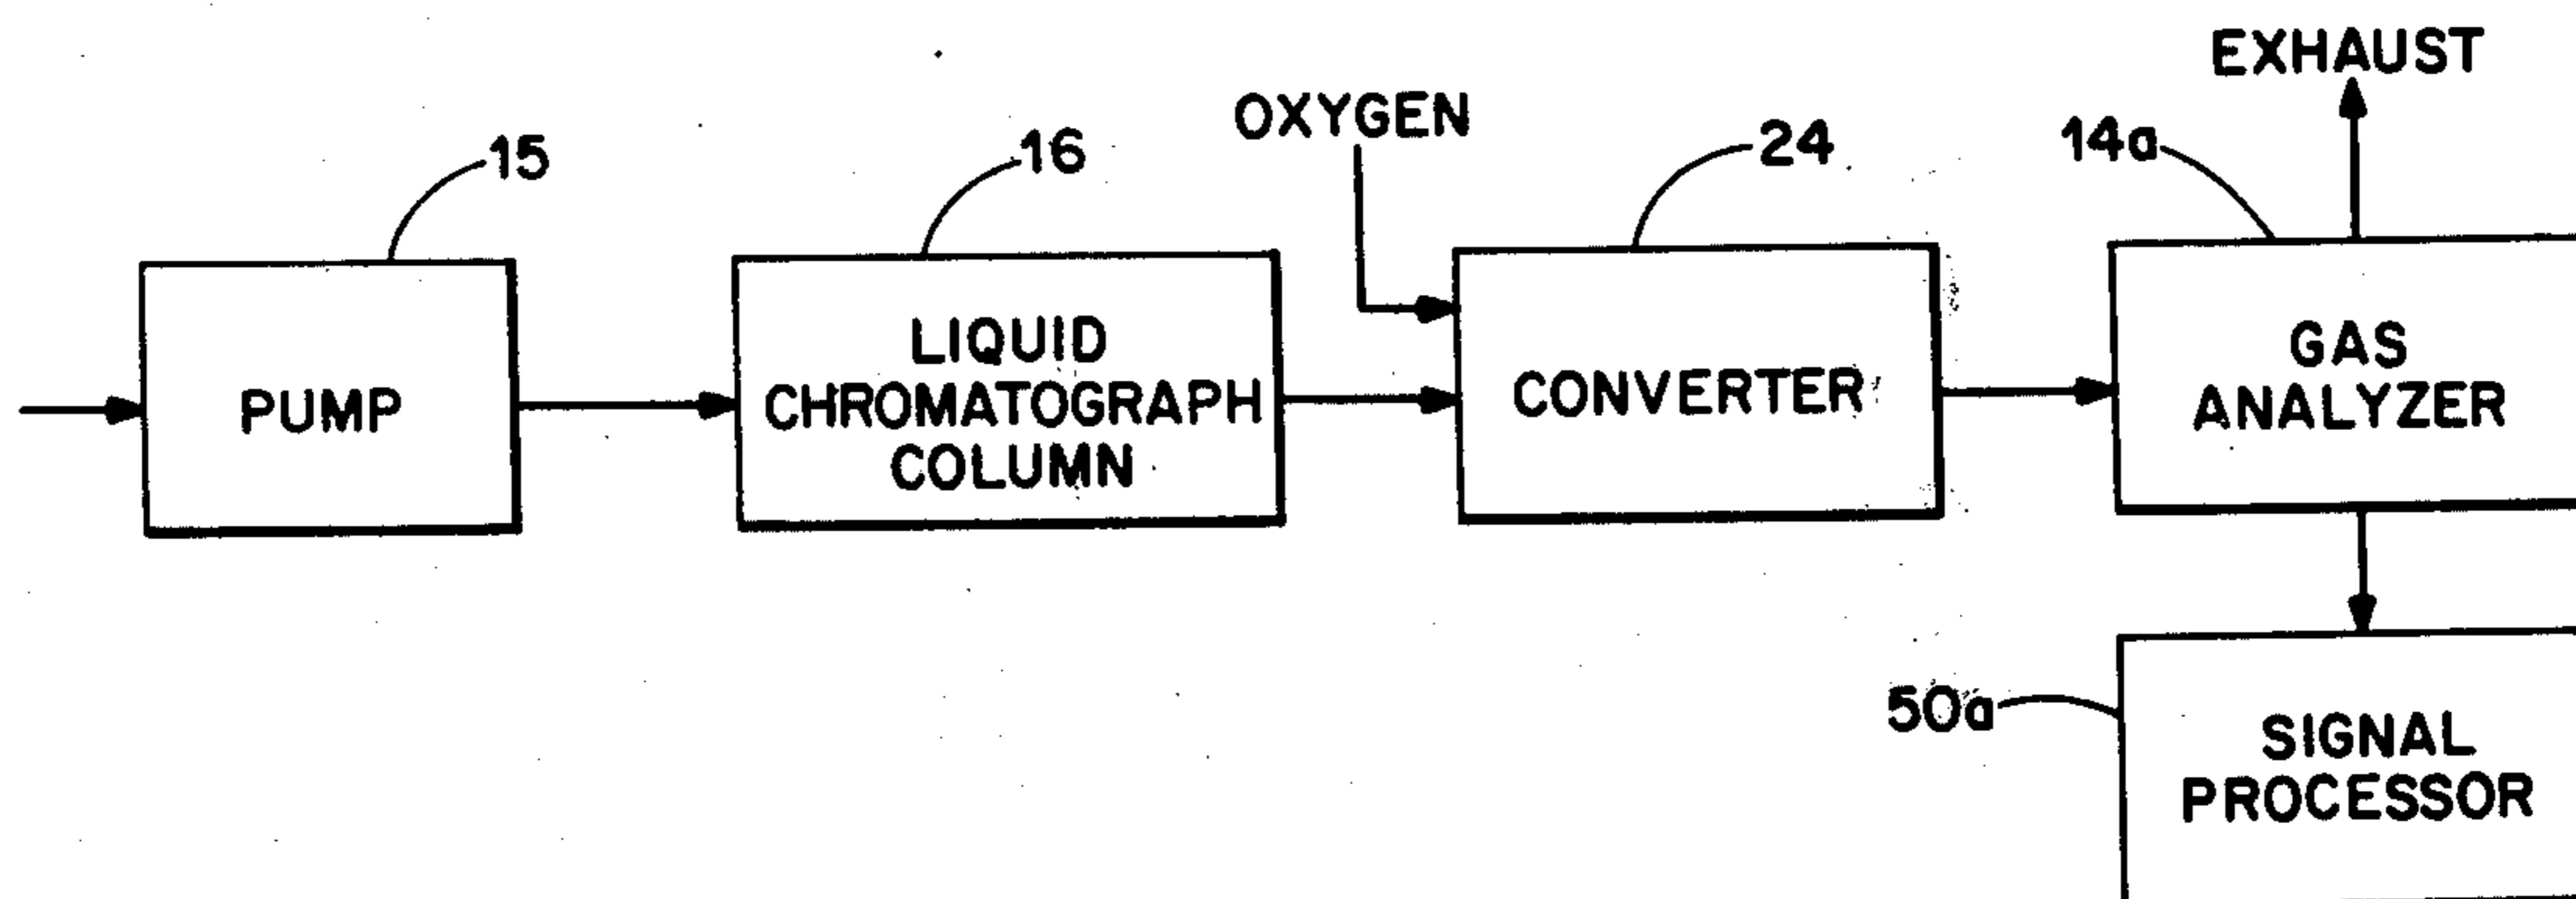 EXHAUST
OXYGEN
15
16
24
14a
PUMP
LIQUID
CHROMATOGRAPH
COLUMN
CONVERTER
GAS
ANALYZER
50a
SIGNAL
PROCESSOR